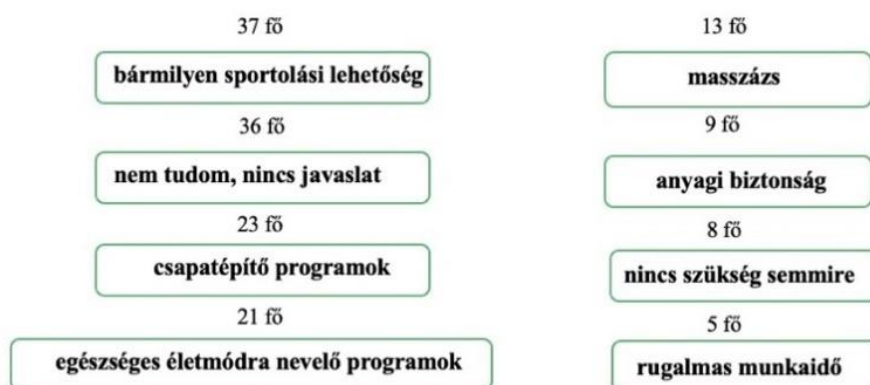 37 fő
bármilyen sportolási lehetőség
36 fő
nem tudom, nincs javaslat
23 fő
csapatépítő programok
21 fő
egészséges életmódra nevelő programok
13 fő
masszázs
9 fő
anyagi biztonság
8 fő
nincs szükség semmire
5 fő
rugalmas munkaidő